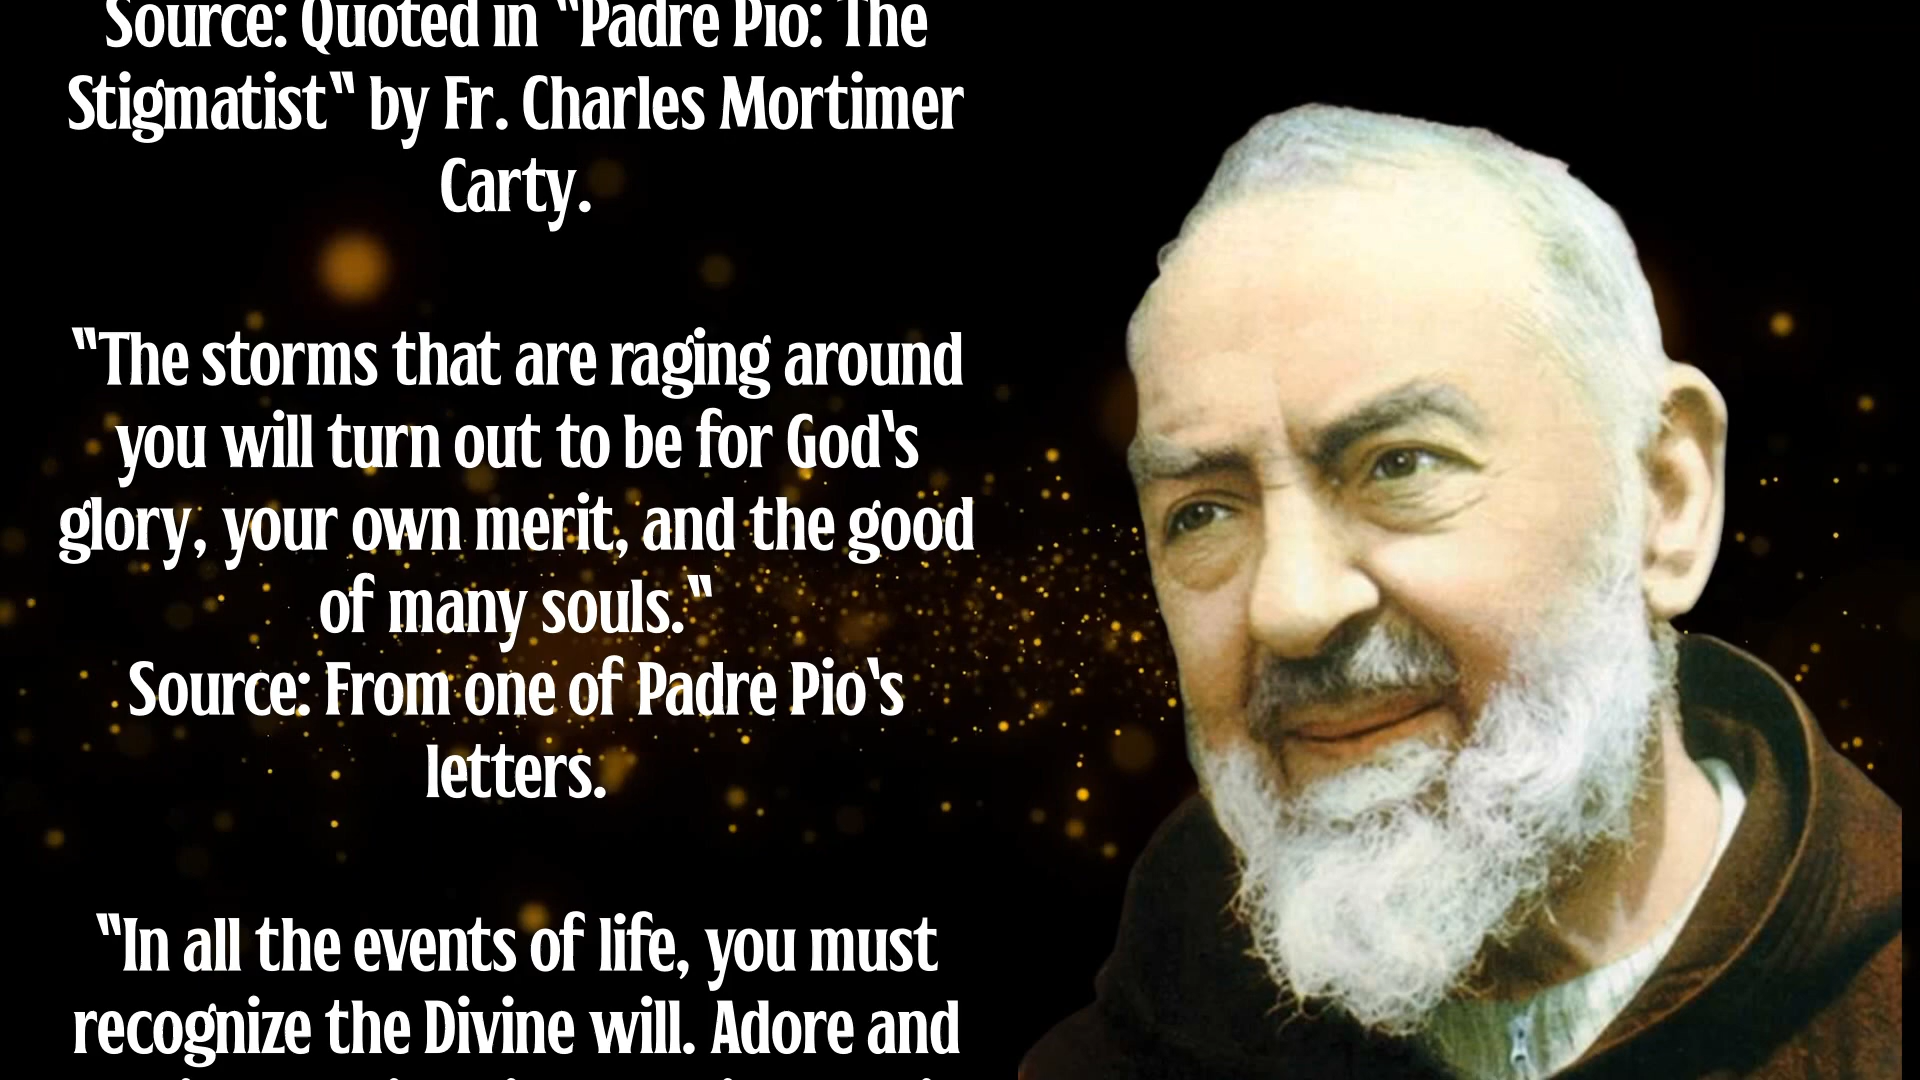 Source: Quoted in "Padre Pio: The
Stigmatist" by Fr. Charles Mortimer
Carty.
"The storms that are raging around
you will turn out to be for God's
glory, your own merit, and the good
of many souls."
Source: From one of Padre Pio's
letters.
"In all the events of life, you must
recognize the Divine will. Adore and